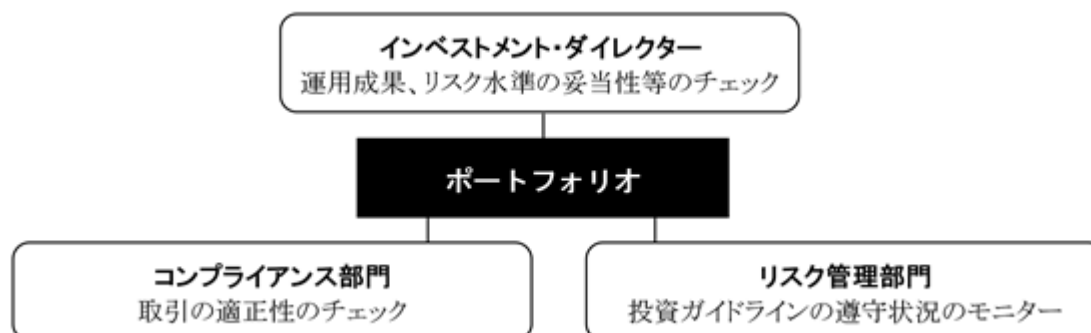 インベストメント・ダイレクター
運用成果、リスク水準の妥当性等のチェック
ポートフォリオ
コンプライアンス部門
取引の適正性のチェック
リスク管理部門
投資ガイドラインの遵守状況のモニター